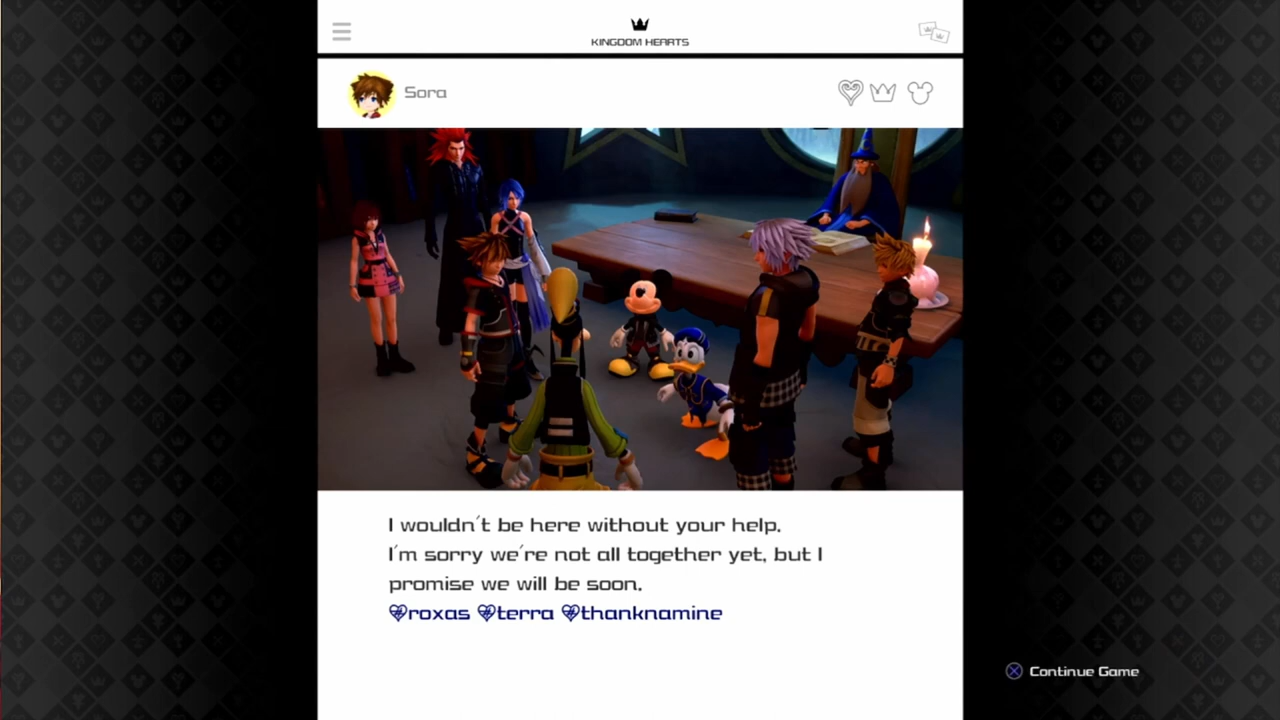 KINGDOM HEARTS
Sora
I wouldn't be here without your help.
I'm sorry we're not all together yet, but I
promise we will be soon.
#roxas #terra #thanknamine
Continue Game